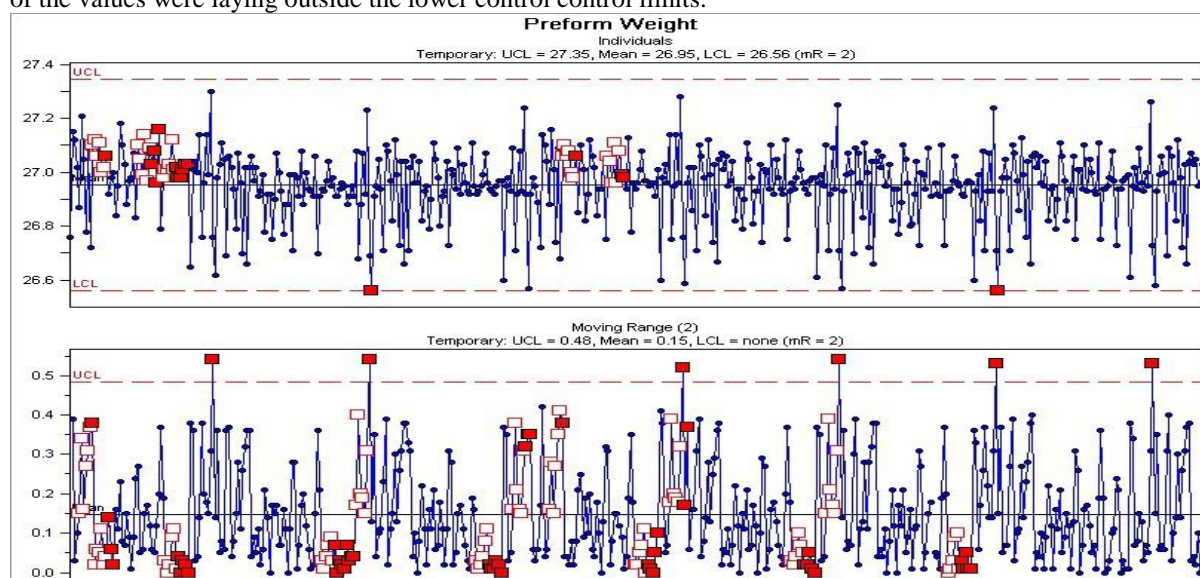 of the values were laying outside the lower control control limits.
Preform Weight
Individuals
Temporary: UCL = 27.35, Mean = 26.95, LCL = 26.56 (mR = 2)
27.4
UCL
27.2
27.0
26.8
26.6
LCL
Moving Range (2)
Temporary: UCL = 0.48, Mean = 0.15, LCL = none (mR = 2)
0.5
UCL
0.4
0.3
0.2
0.1
0.0